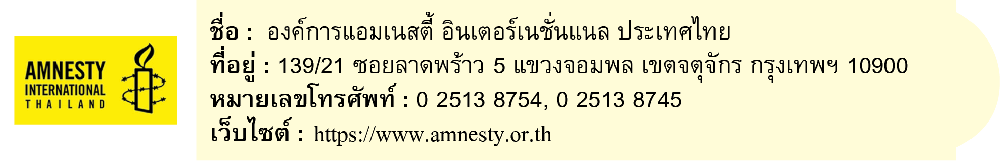 AMNESTY
INTERNATIONAL
THAILAND
ชื่อ : องค์การแอมเนสตี้ อินเตอร์เนชั่นแนล ประเทศไทย
ที่อยู่ : 139/21 ซอยลาดพร้าว 5 แขวงจอมพล เขตจตุจักร กรุงเทพฯ 10900
หมายเลขโทรศัพท์ : 0 2513 8754, 0 2513 8745
เว็บไซต์ : https://www.amnesty.or.th